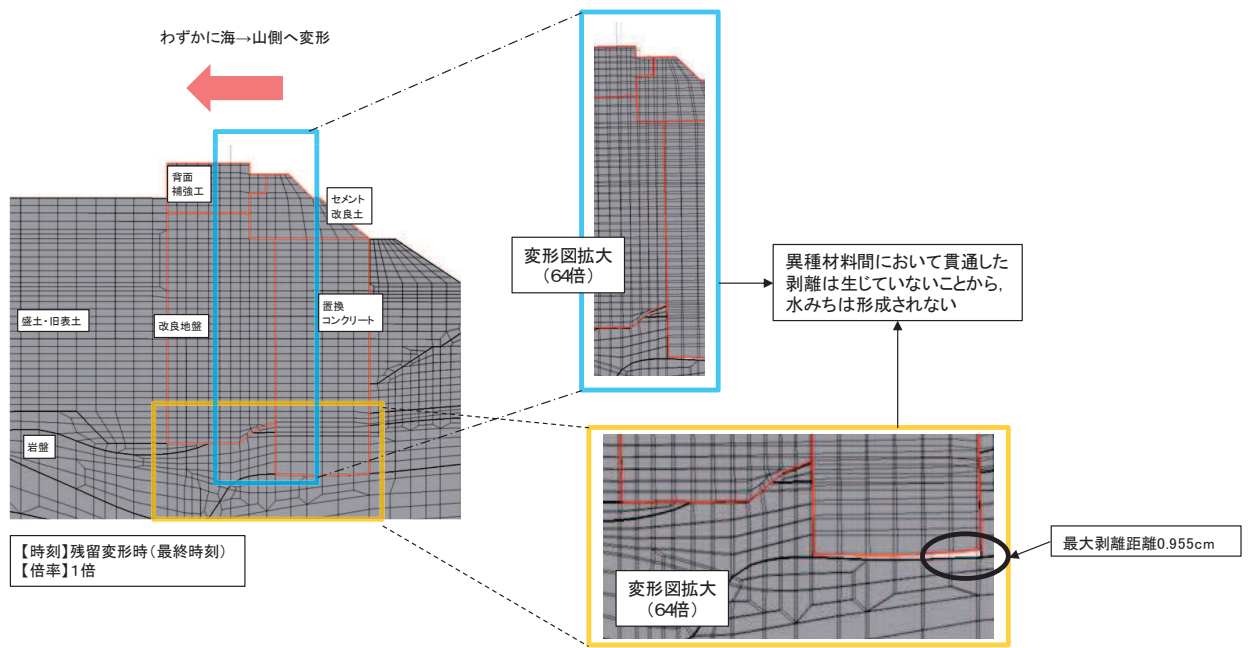 わずかに海→山側へ変形
背面
補強工
セメント
改良土
盛土・旧表土
改良地盤
置換
コンクリート
岩盤
【時刻】残留変形時(最終時刻)
【倍率】1倍
変形図拡大
(64倍)
異種材料間において貫通した
剥離は生じていないことから,
水みちは形成されない
変形図拡大
(64倍)
最大剥離距離0.955cm